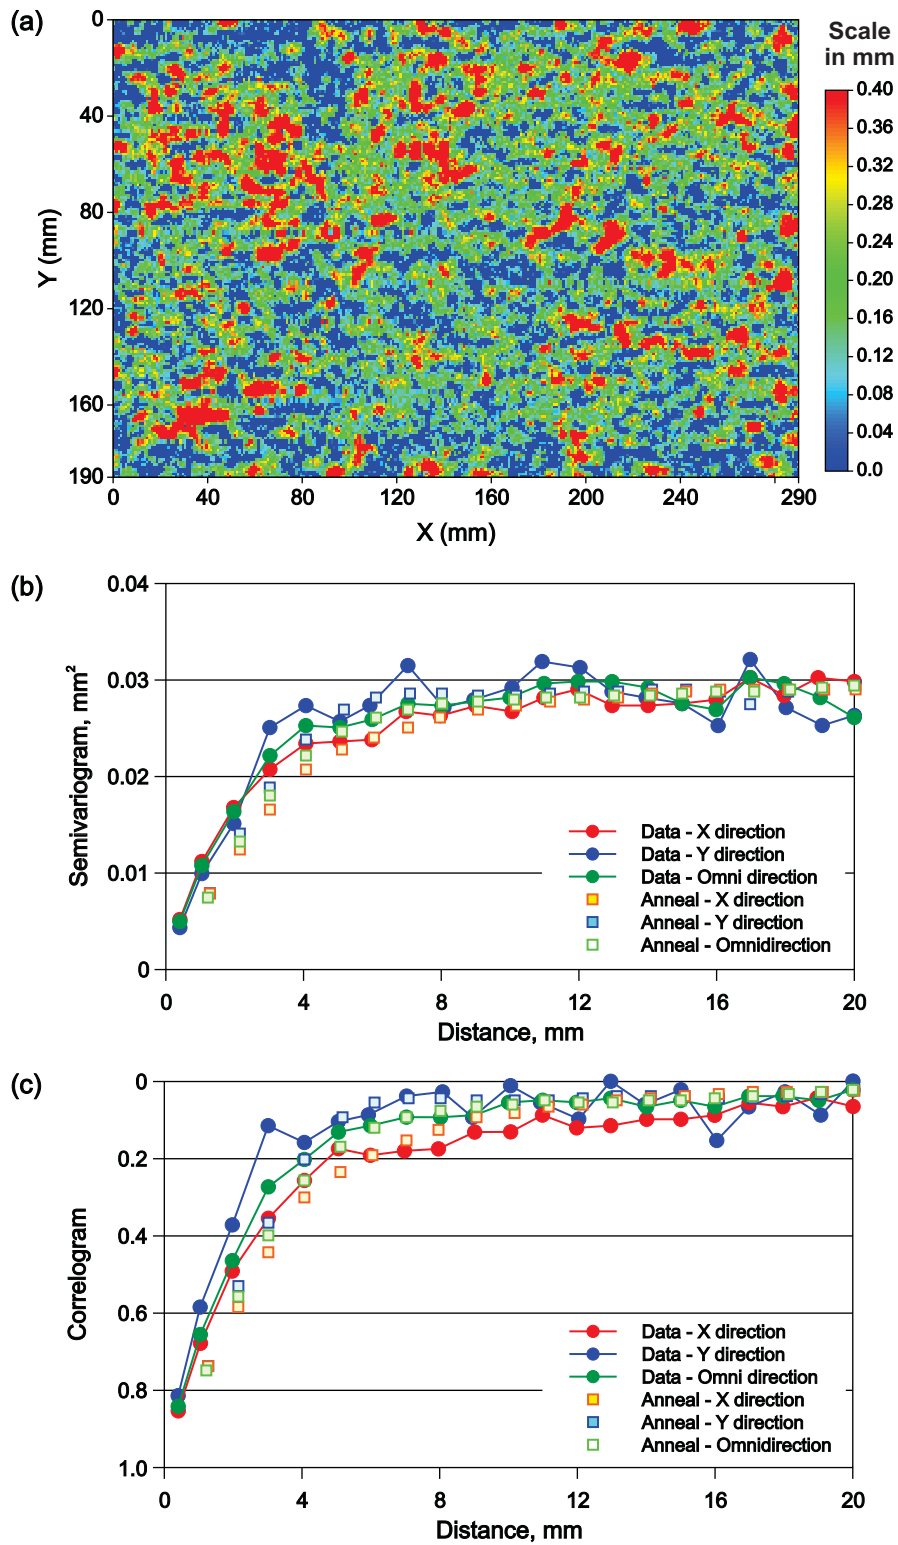 (a)
Scale
in mm
0
40
80
120
160
190
Y (mm)
0 40 80 120 160 200 240 290
X (mm)
0.40
0.36
0.32
0.28
0.24
0.20
0.16
0.12
0.08
0.04
0.0
(b)
0.04
0.03
0.02
0.01
0
Semivariogram, mm²
Data - X direction
Data - Y direction
Data - Omni direction
Anneal - X direction
Anneal - Y direction
Anneal - Omnidirection
0 4 8 12 16 20
Distance, mm
(c)
0
0.2
0.4
0.6
0.8
1.0
Correlogram
Data - X direction
Data - Y direction
Data - Omni direction
Anneal - X direction
Anneal - Y direction
Anneal - Omnidirection
0 4 8 12 16 20
Distance, mm